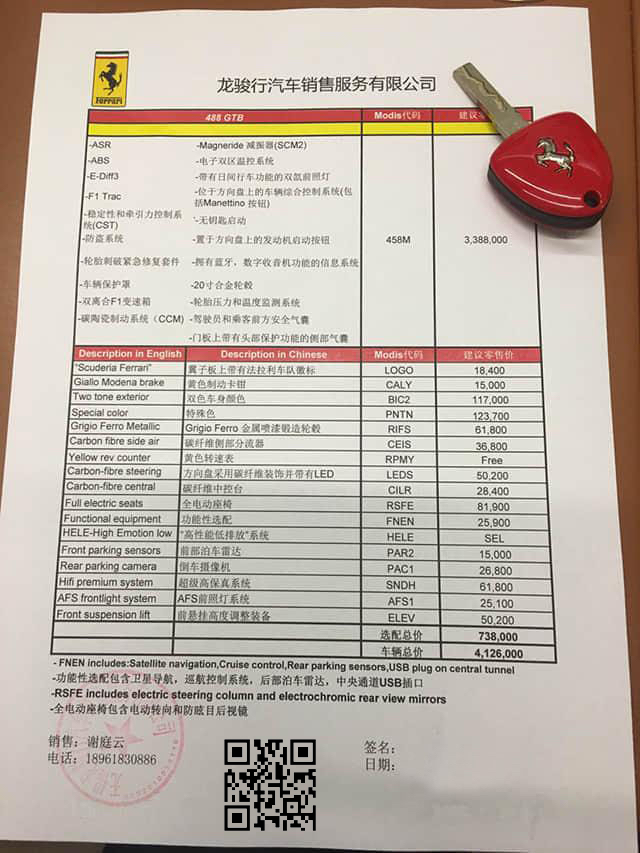 Ferrari
龙骏行汽车销售服务有限公司
488 GTB Modis代码 建议零
-ASR -Magneride 减振器(SCM2)
-ABS -电子双区温控系统
-E-Diff3 -带有日间行车功能的双氙前照灯
-F1 Trac -位于方向盘上的车辆综合控制系统(包括Manettino 按钮)
-稳定性和牵引力控制系统(CST) -无钥匙启动
-防盗系统 -置于方向盘上的发动机启动按钮 458M 3,388,000
-轮胎刺破紧急修复套件 -拥有蓝牙，数字收音机功能的信息系统
-车辆保护罩 -20寸合金轮毂
-双离合F1变速箱 -轮胎压力和温度监测系统
-碳陶瓷制动系统（CCM） -驾驶员和乘客前方安全气囊
-门板上带有头部保护功能的侧部气囊
Description in English Description in Chinese Modis代码 建议零售价
"Scuderia Ferrari" 翼子板上带有法拉利车队徽标 LOGO 18,400
Giallo Modena brake 黄色制动卡钳 CALY 15,000
Two tone exterior 双色车身颜色 BIC2 117,000
Special color 特殊色 PNTN 123,700
Grigio Ferro Metallic Grigio Ferro 金属喷漆锻造轮毂 RIFS 61,800
Carbon fibre side air 碳纤维侧部分流器 CEIS 36,800
Yellow rev counter 黄色转速表 RPMY Free
Carbon-fibre steering 方向盘采用碳纤维装饰并带有LED LEDS 50,200
Carbon-fibre central 碳纤维中控台 CILR 28,400
Full electric seats 全电动座椅 RSFE 81,900
Functional equipment 功能性选配 FNEN 25,900
HELE-High Emotion low "高性能低排放"系统 HELE SEL
Front parking sensors 前部泊车雷达 PAR2 15,000
Rear parking camera 倒车摄像机 PAC1 26,800
Hifi premium system 超级高保真系统 SNDH 61,800
AFS frontlight system AFS前照灯系统 AFS1 25,100
Front suspension lift 前悬挂高度调整装备 ELEV 50,200
选配总价 738,000
车辆总价 4,126,000
- FNEN includes:Satellite navigation,Cruise control,Rear parking sensors,USB plug on central tunnel
-功能性选配包含卫星导航，巡航控制系统，后部泊车雷达，中央通道USB插口
-RSFE includes electric steering column and electrochromic rear view mirrors
-全电动座椅包含电动转向和防眩目后视镜
销售：谢庭云 签名：
电话：18961830886 日期：